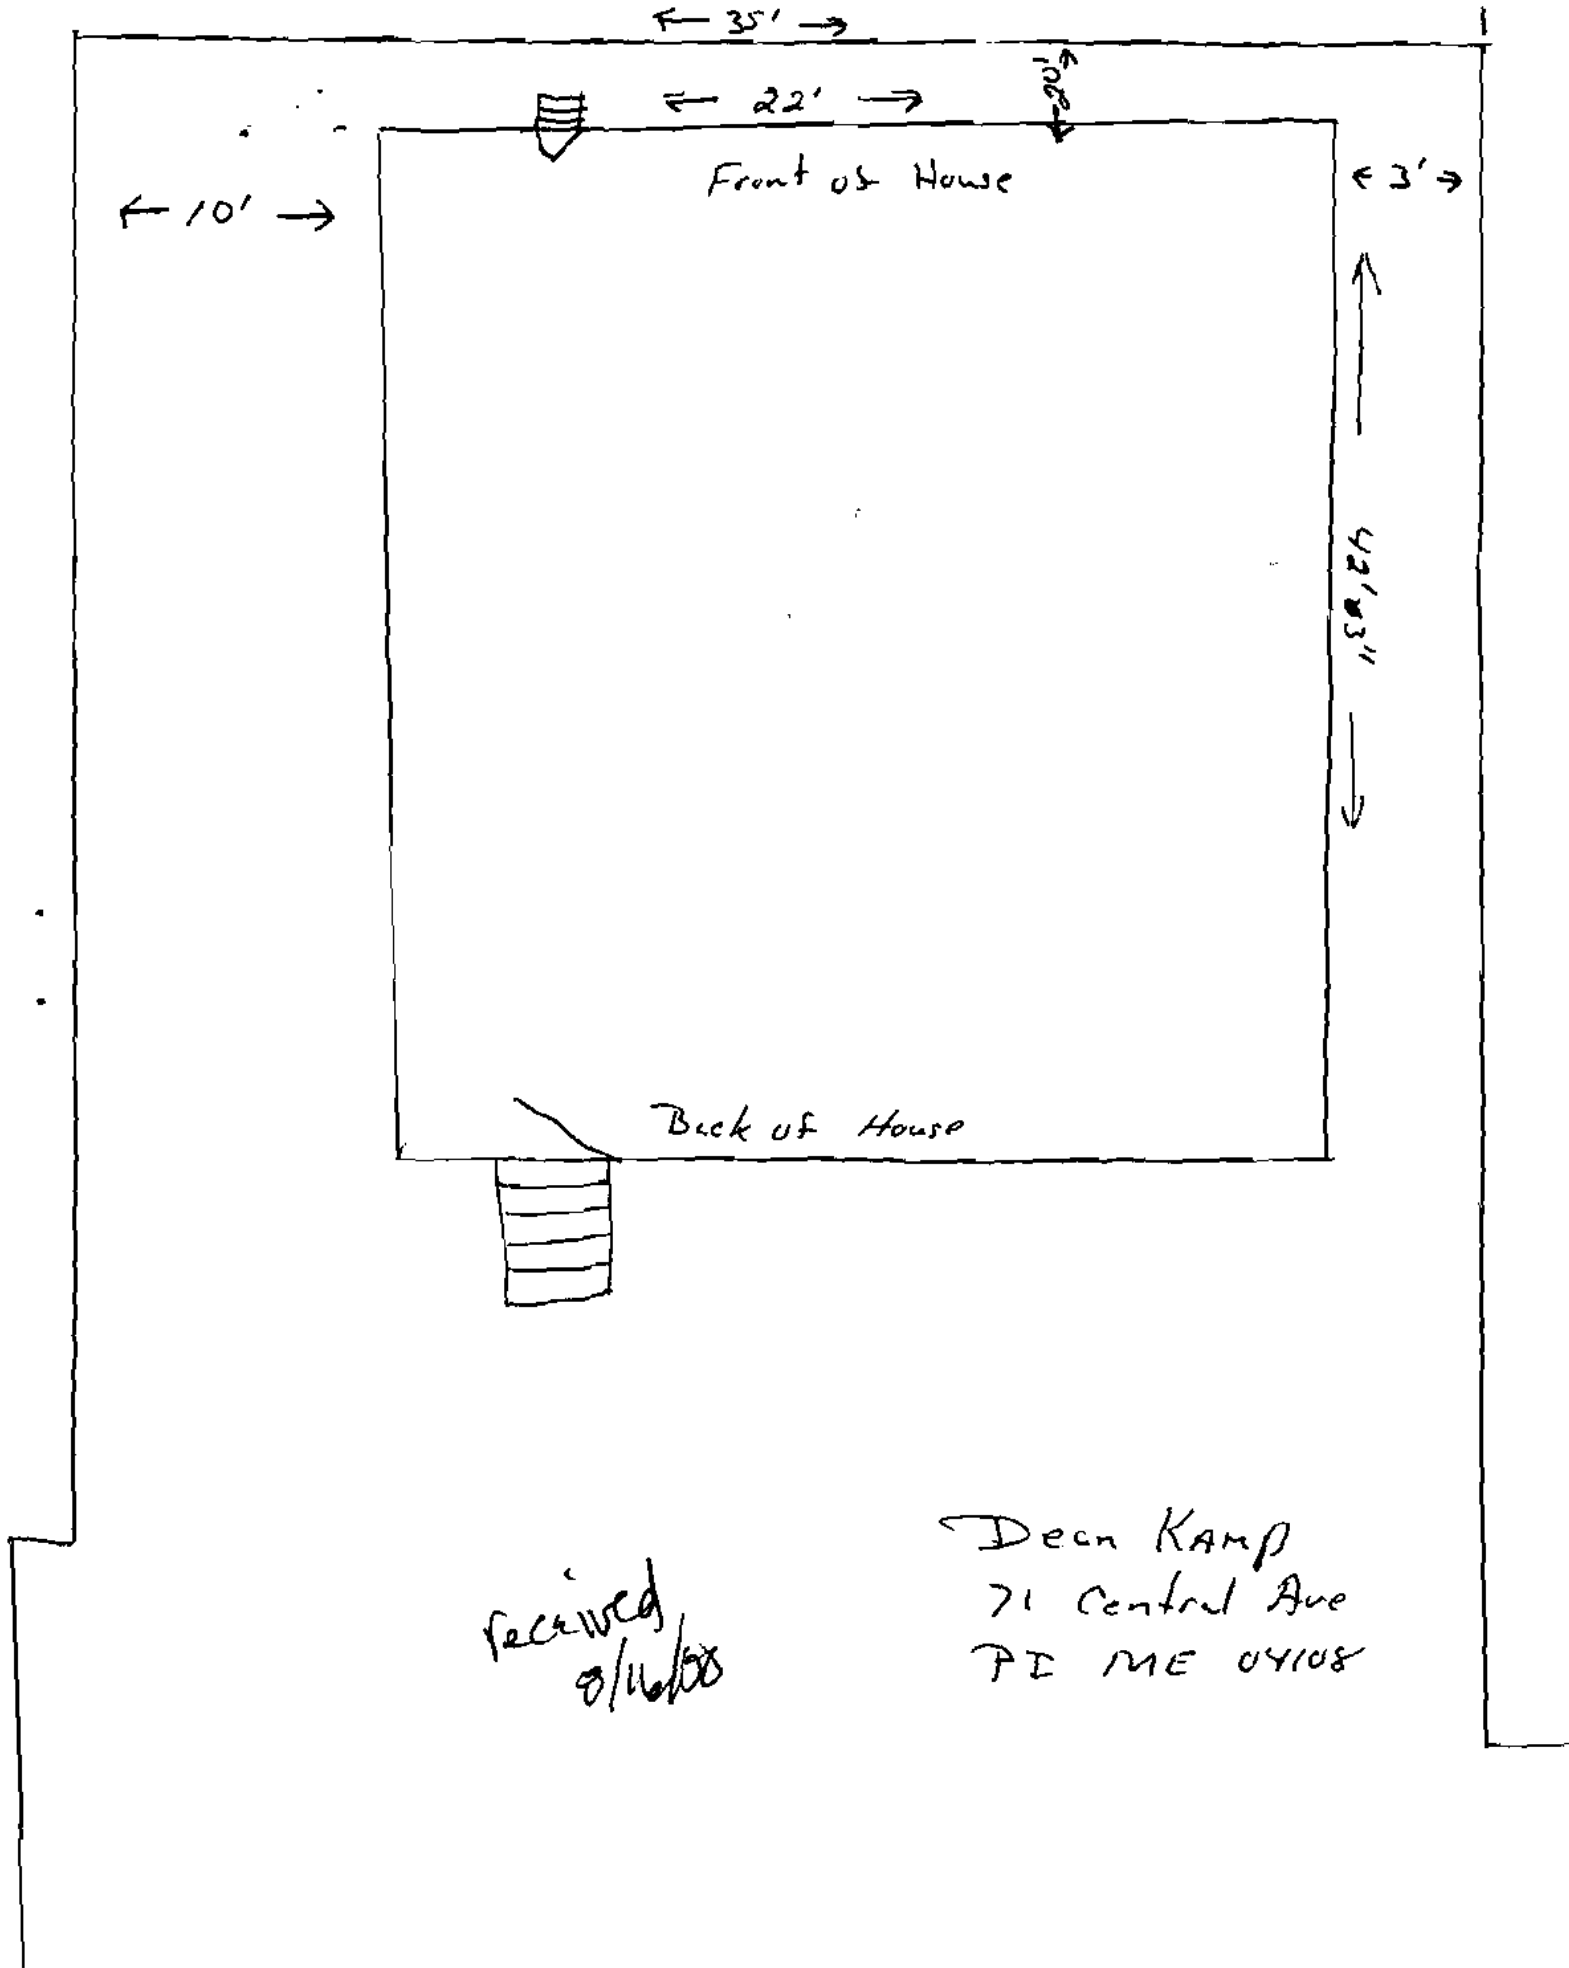 35'
22'
20'
Front of House
3'
10'
42' 3"
Back of House
Dean KAMP
71 Central Ave
PI ME 04108
received
8/16/08